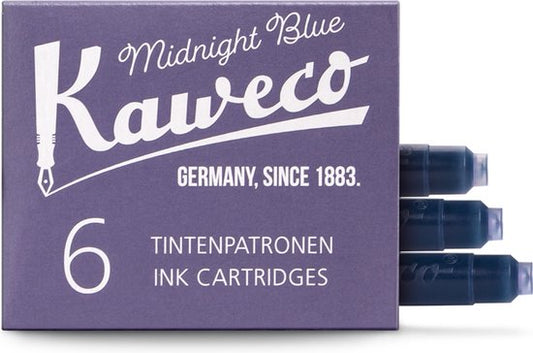 Midnight Blue
Kaweco
GERMANY, SINCE 1883.
6
TINTENPATRONEN
INK CARTRIDGES